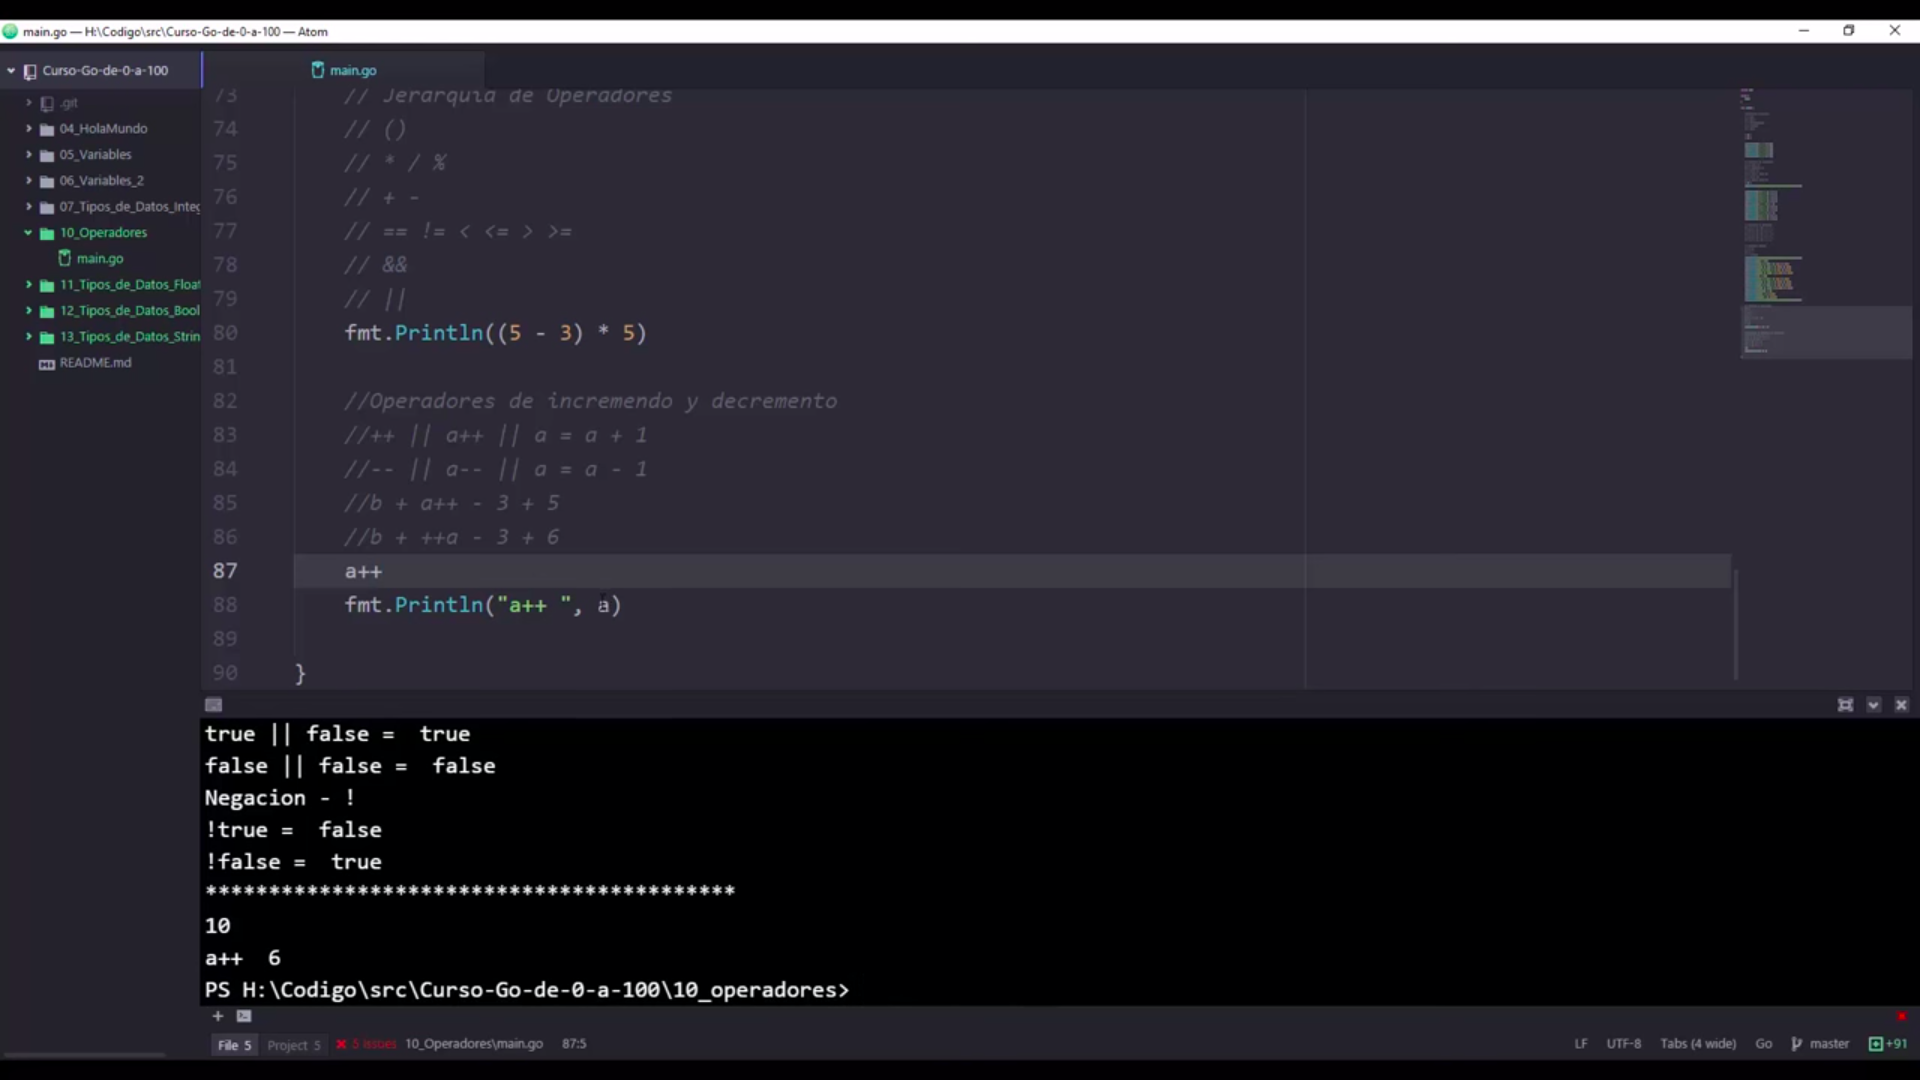 main.go — H:\Codigo\src\Curso-Go-de-0-a-100 — Atom
Curso-Go-de-0-a-100
main.go
.git
04_HolaMundo
05_Variables
06_Variables_2
07_Tipos_de_Datos_Integ
10_Operadores
main.go
11_Tipos_de_Datos_Float
12_Tipos_de_Datos_Bool
13_Tipos_de_Datos_Strin
README.md
73 // Jerarquia de Operadores
74 // ()
75 // * / %
76 // + -
77 // == != < <= > >=
78 // &&
79 // ||
80 fmt.Println((5 - 3) * 5)
81
82 //Operadores de incremendo y decremento
83 //++ || a++ || a = a + 1
84 //-- || a-- || a = a - 1
85 //b + a++ - 3 + 5
86 //b + ++a - 3 + 6
87 a++
88 fmt.Println("a++ ", a)
89
90 }
true || false =  true
false || false =  false
Negacion - !
!true =  false
!false =  true
******************************************
10
a++  6
PS H:\Codigo\src\Curso-Go-de-0-a-100\10_operadores>
File 5 Project 5 5 Issues 10_Operadores\main.go 87:5 LF UTF-8 Tabs (4 wide) Go master +91